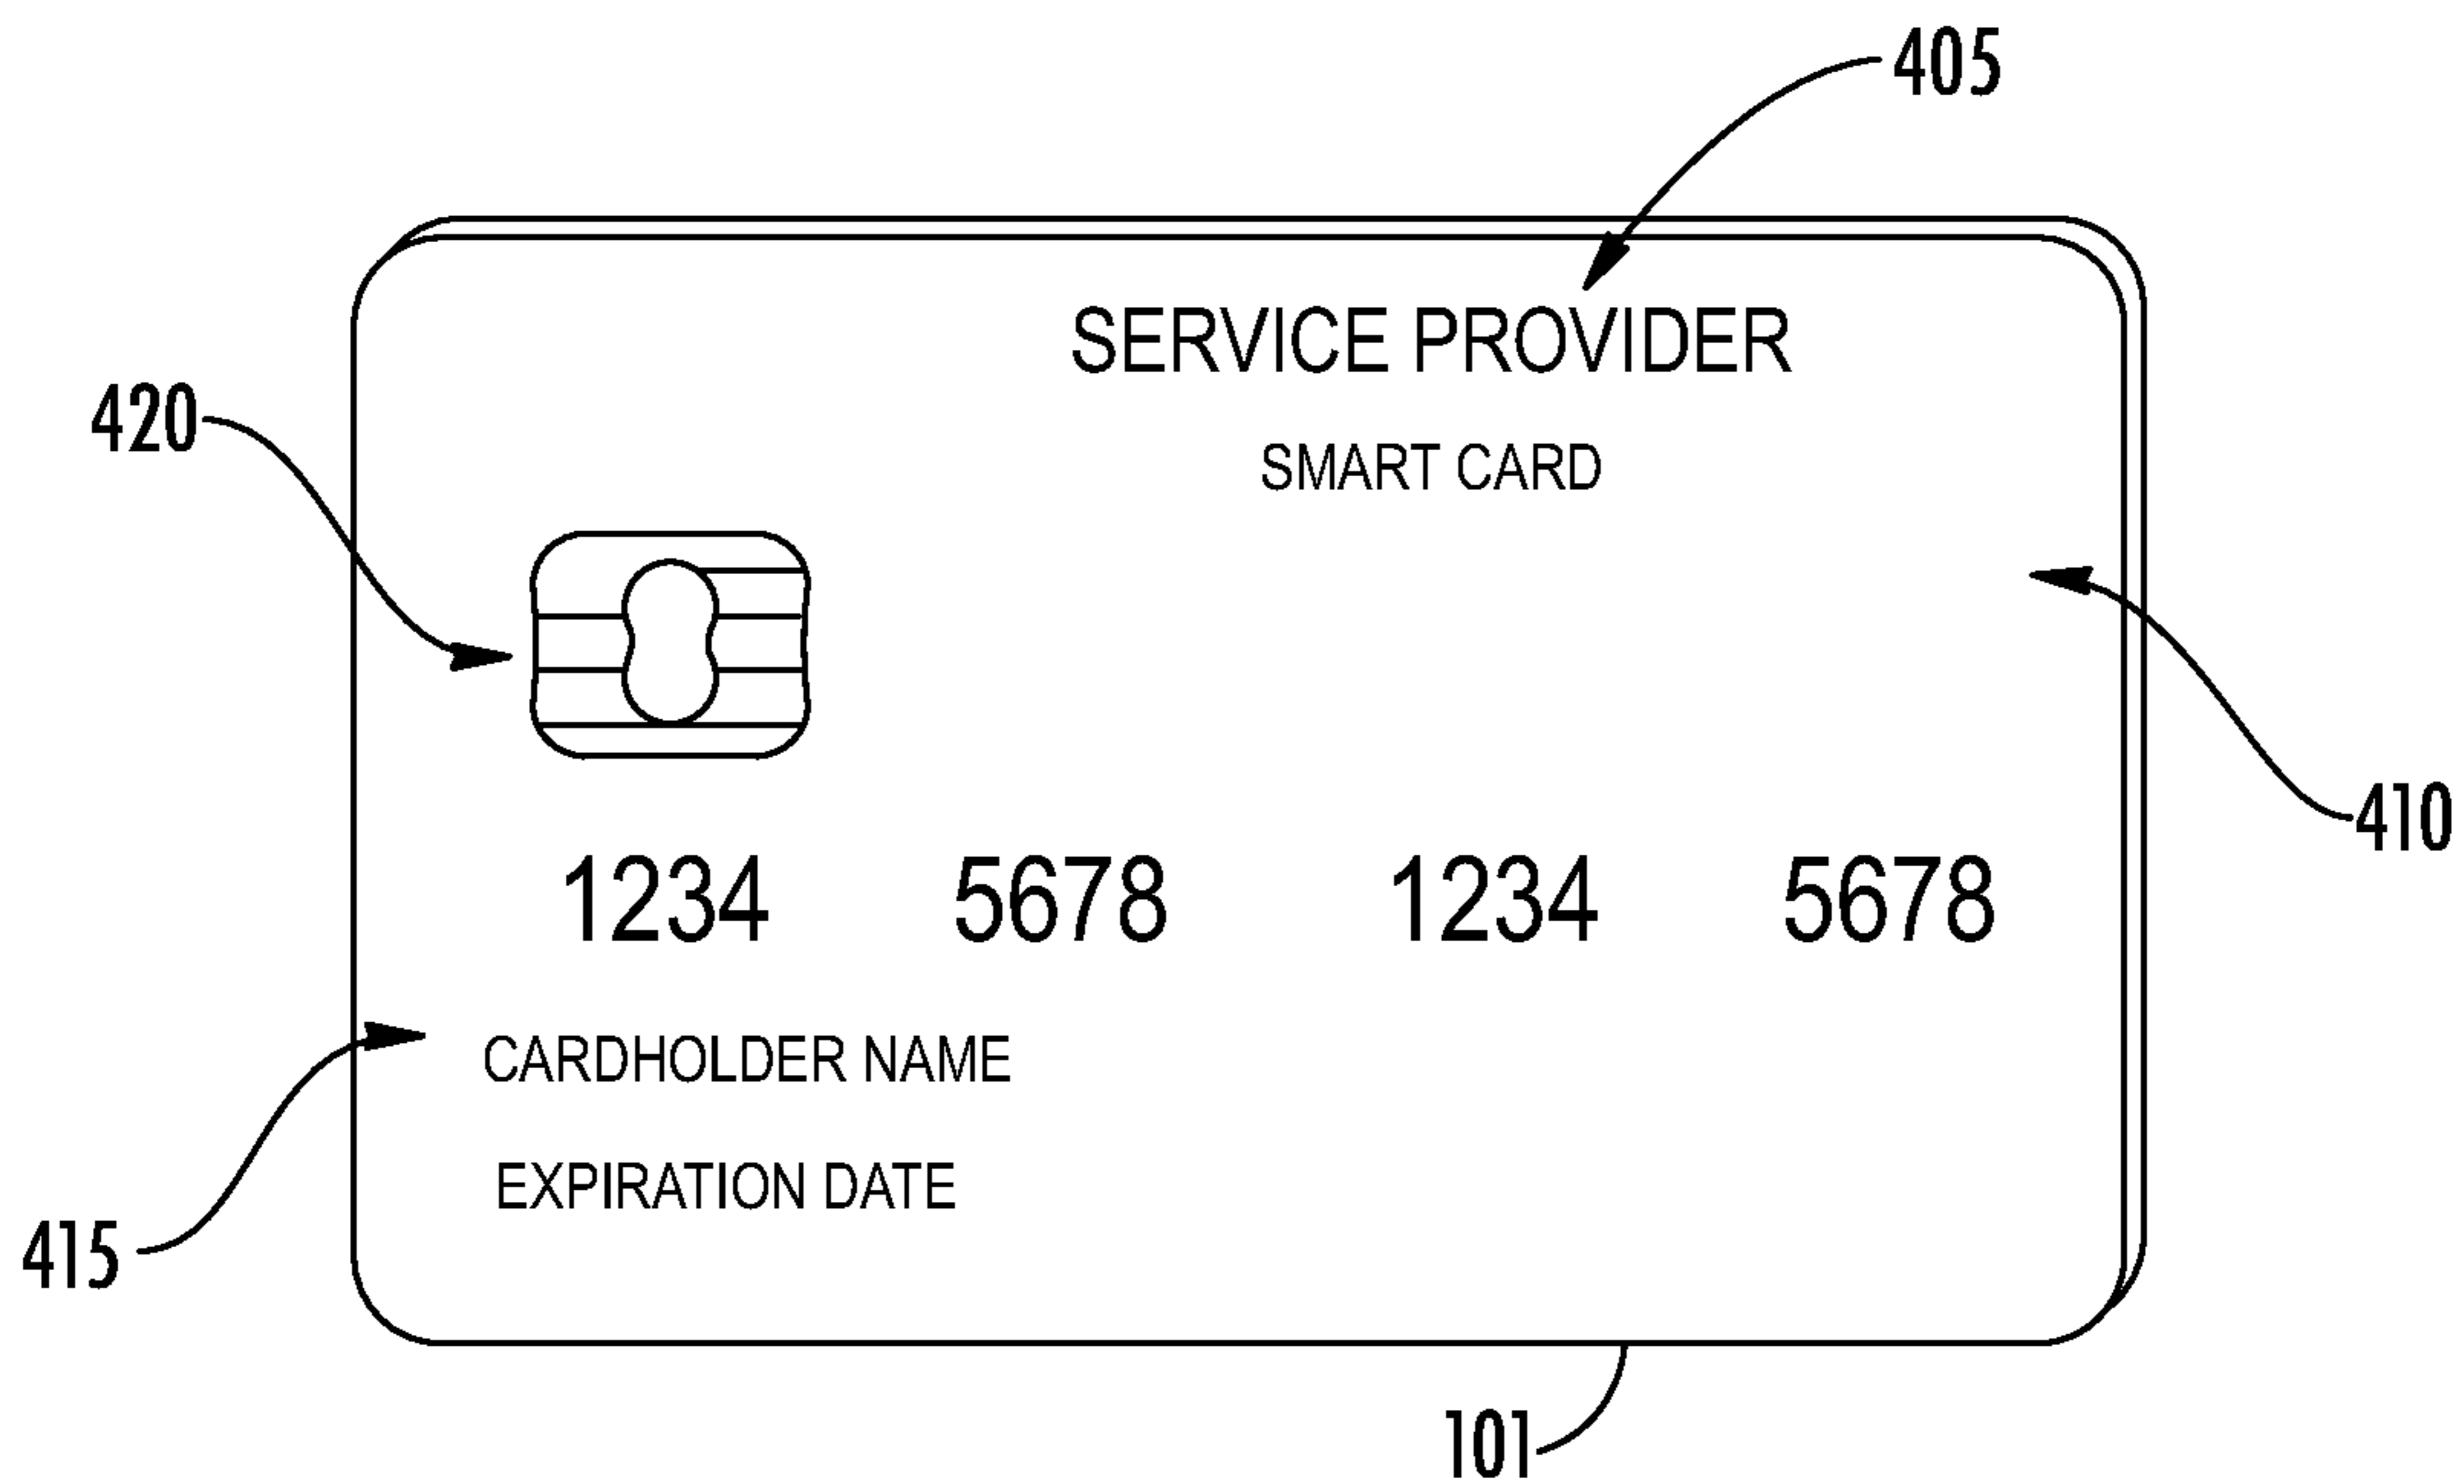 405
SERVICE PROVIDER
420
SMART CARD
410
1234 5678 1234 5678
CARDHOLDER NAME
EXPIRATION DATE
415
101